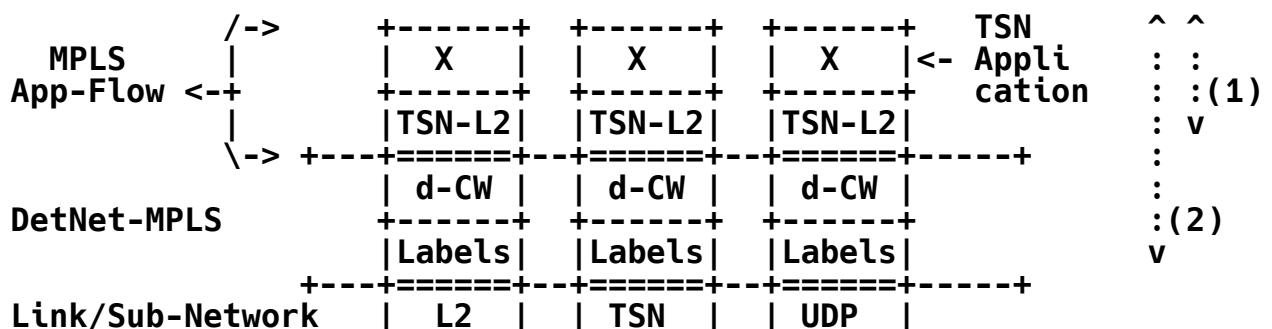 /->      +------+  +------+  +------+   TSN      ^ ^
  MPLS        |        |  X   |  |  X   |  |  X   |<- Appli    : :
App-Flow <-+           +------+  +------+  +------+   cation   : :(1)
              |        |TSN-L2|  |TSN-L2|  |TSN-L2|            : v
              \-> +---+======+--+======+--+======+-----+      :
                       | d-CW |  | d-CW |  | d-CW |            :
DetNet-MPLS            +------+  +------+  +------+            :(2)
                       |Labels|  |Labels|  |Labels|            v
                  +---+======+--+======+--+======+-----+
Link/Sub-Network       |  L2  |  | TSN  |  | UDP  |